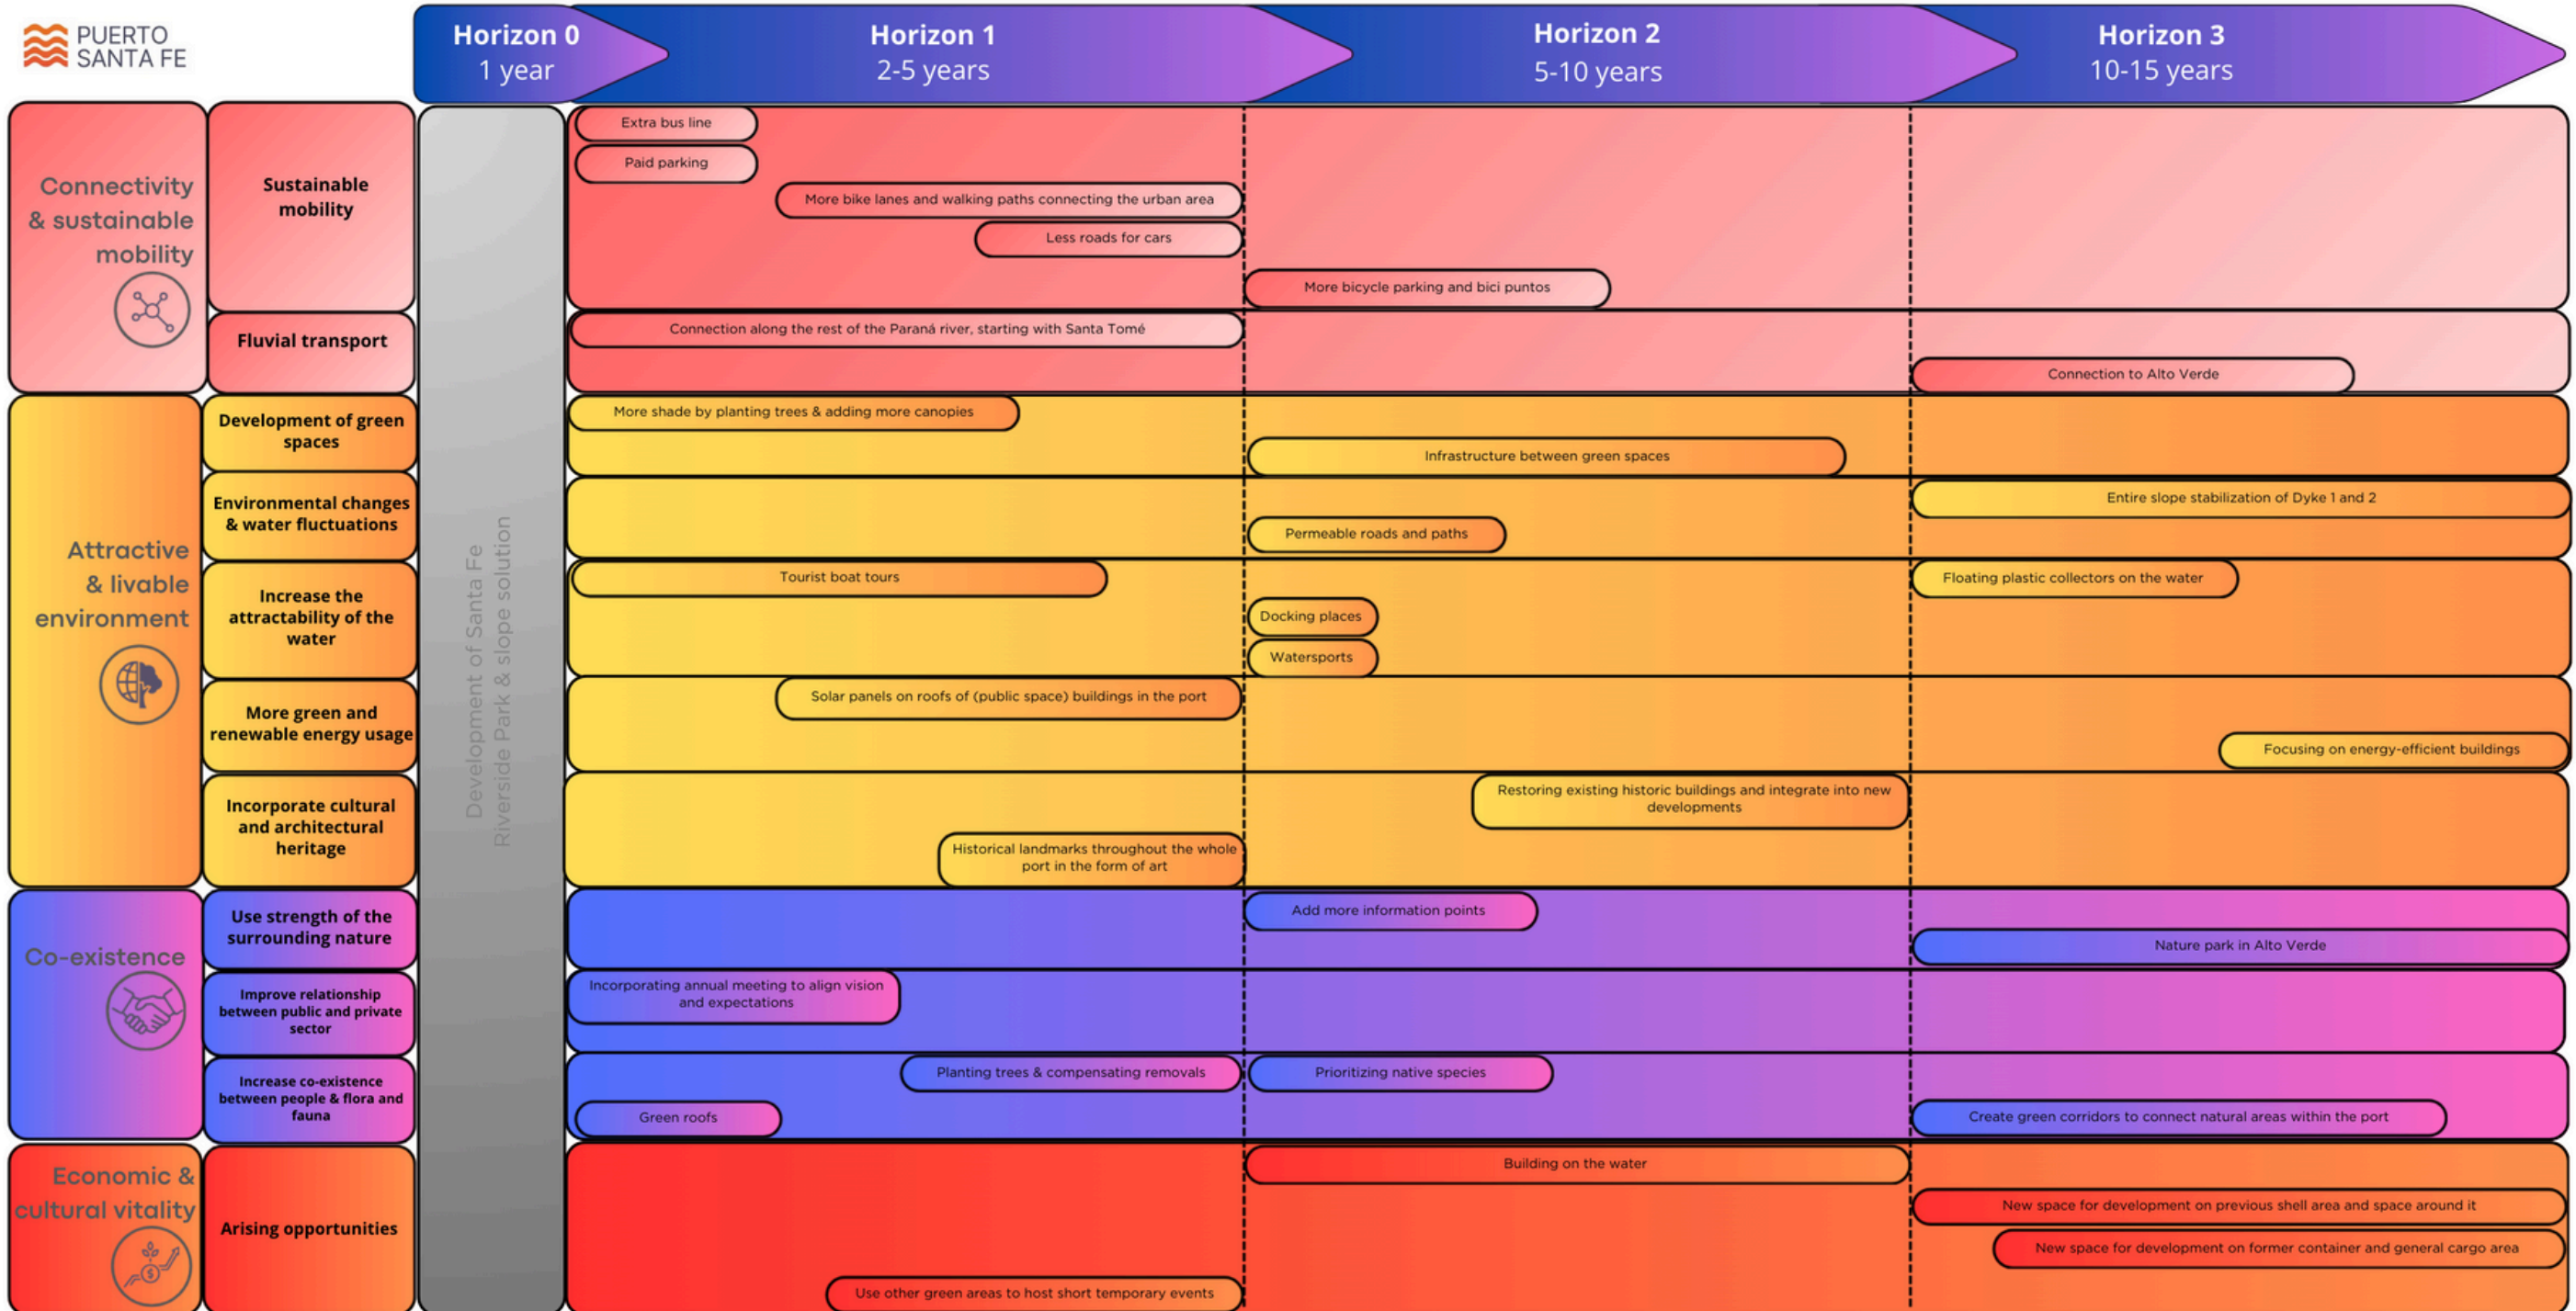 PUERTO
SANTA FE
Horizon 0
1 year
Horizon 1
2-5 years
Horizon 2
5-10 years
Horizon 3
10-15 years
Connectivity
& sustainable
mobility
Sustainable
mobility
Extra bus line
Paid parking
More bike lanes and walking paths connecting the urban area
Less roads for cars
More bicycle parking and bici puntos
Fluvial transport
Connection along the rest of the Paraná river, starting with Santa Tomé
Connection to Alto Verde
Development of Santa Fe
Riverside Park & slope solution
Attractive
& livable
environment
Development of green
spaces
More shade by planting trees & adding more canopies
Infrastructure between green spaces
Environmental changes
& water fluctuations
Entire slope stabilization of Dyke 1 and 2
Permeable roads and paths
Increase the
attractability of the
water
Tourist boat tours
Floating plastic collectors on the water
Docking places
Watersports
More green and
renewable energy usage
Solar panels on roofs of (public space) buildings in the port
Focusing on energy-efficient buildings
Incorporate cultural
and architectural
heritage
Restoring existing historic buildings and integrate into new
developments
Historical landmarks throughout the whole
port in the form of art
Co-existence
Use strength of the
surrounding nature
Add more information points
Nature park in Alto Verde
Improve relationship
between public and private
sector
Incorporating annual meeting to align vision
and expectations
Increase co-existence
between people & flora and
fauna
Planting trees & compensating removals
Prioritizing native species
Green roofs
Create green corridors to connect natural areas within the port
Economic &
cultural vitality
Arising opportunities
Building on the water
New space for development on previous shell area and space around it
New space for development on former container and general cargo area
Use other green areas to host short temporary events